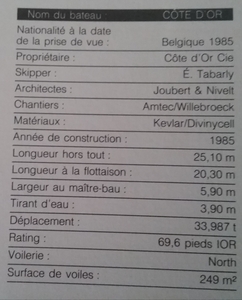 Nom du bateau CÔTE D'OR
Nationalité à la date
de la prise de vue : Belgique 1985
Propriétaire : Côte d'Or Cie
Skipper : É. Tabarly
Architectes : Joubert & Nivelt
Chantiers : Amtec/Willebroeck
Matériaux : Kevlar/Divinycell
Année de construction : 1985
Longueur hors tout : 25,10 m
Longueur à la flottaison : 20,30 m
Largeur au maître-bau : 5,90 m
Tirant d'eau : 3,90 m
Déplacement : 33,987 t
Rating : 69,6 pieds IOR
Voilerie : North
Surface de voiles : 249 m²